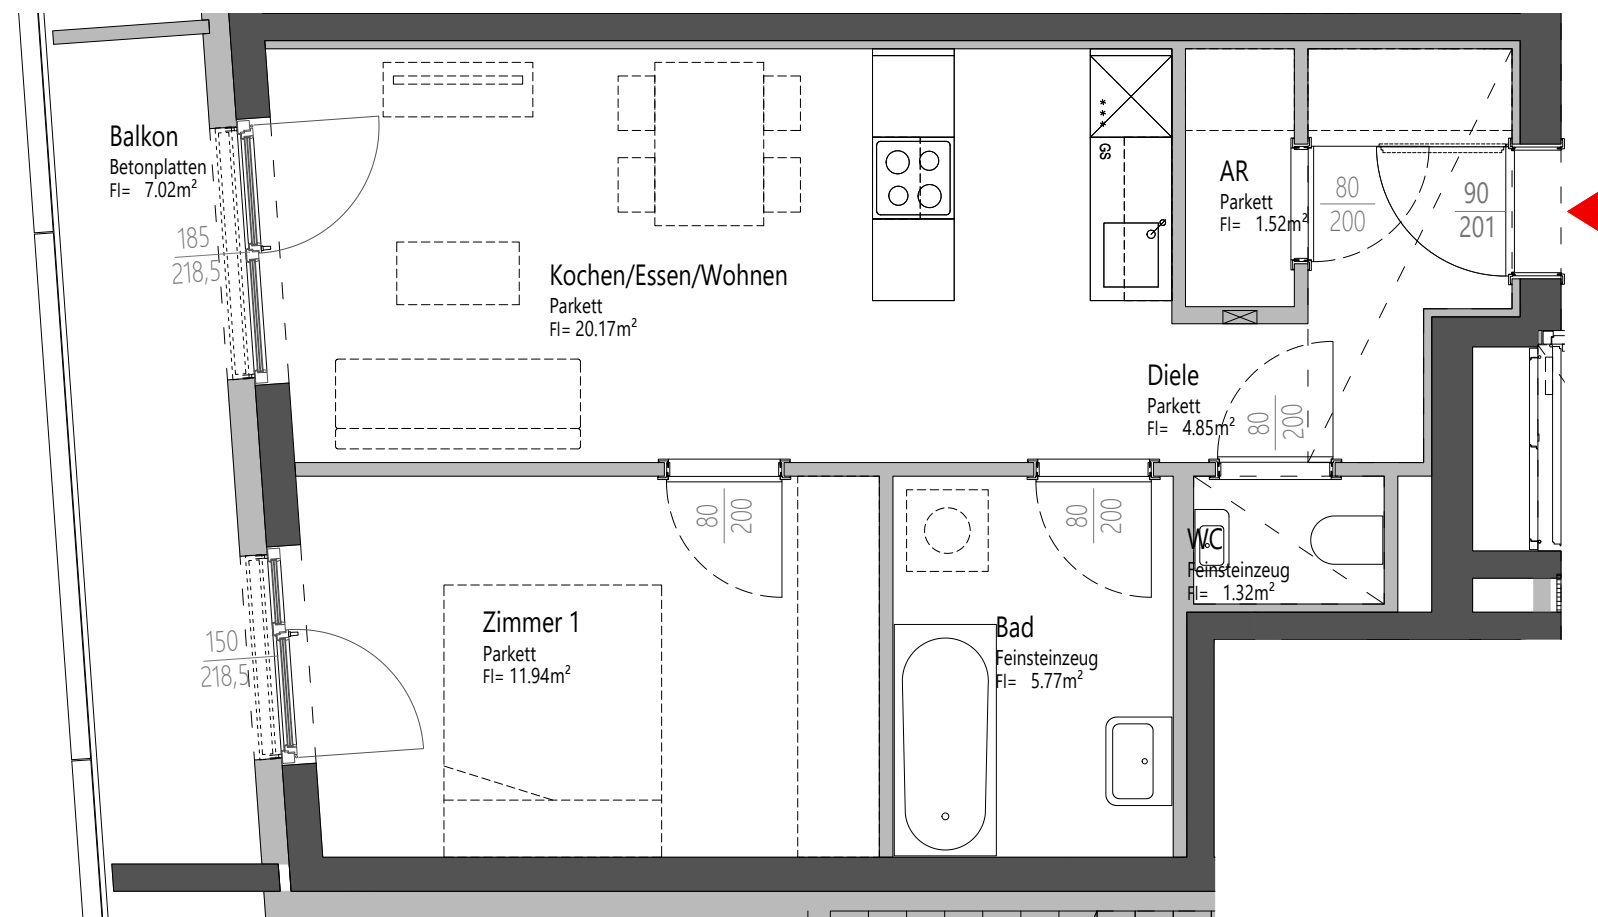 Balkon
Betonplatten
Fl= 7.02m²
185
218,5
Kochen/Essen/Wohnen
Parkett
Fl= 20.17m²
***
GS
AR
Parkett
Fl= 1.52m²
80
200
90
201
Diele
Parkett
Fl= 4.85m²
80
200
150
218,5
Zimmer 1
Parkett
Fl= 11.94m²
80
200
Bad
Feinsteinzeug
Fl= 5.77m²
80
200
WC
Feinsteinzeug
Fl= 1.32m²